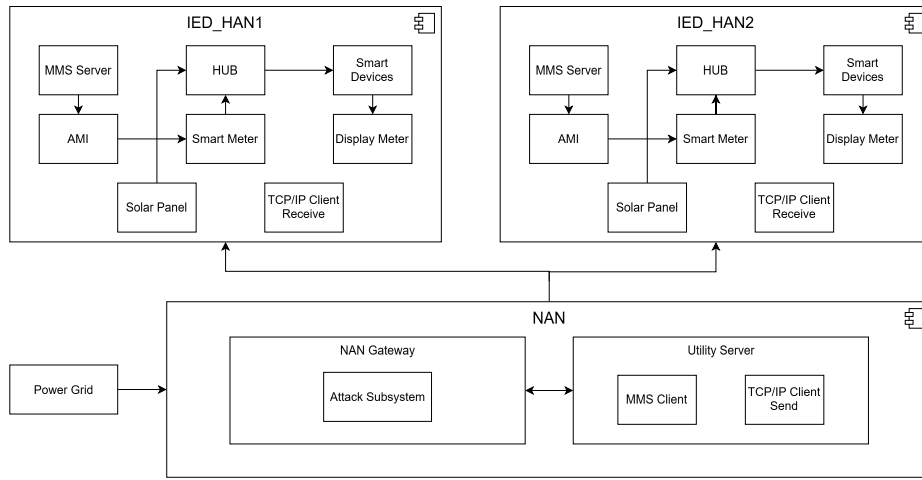 IED_HAN1
MMS Server
HUB
Smart
Devices
AMI
Smart Meter
Display Meter
Solar Panel
TCP/IP Client
Receive
IED_HAN2
MMS Server
HUB
Smart
Devices
AMI
Smart Meter
Display Meter
Solar Panel
TCP/IP Client
Receive
NAN
Power Grid
NAN Gateway
Attack Subsystem
Utility Server
MMS Client
TCP/IP Client
Send